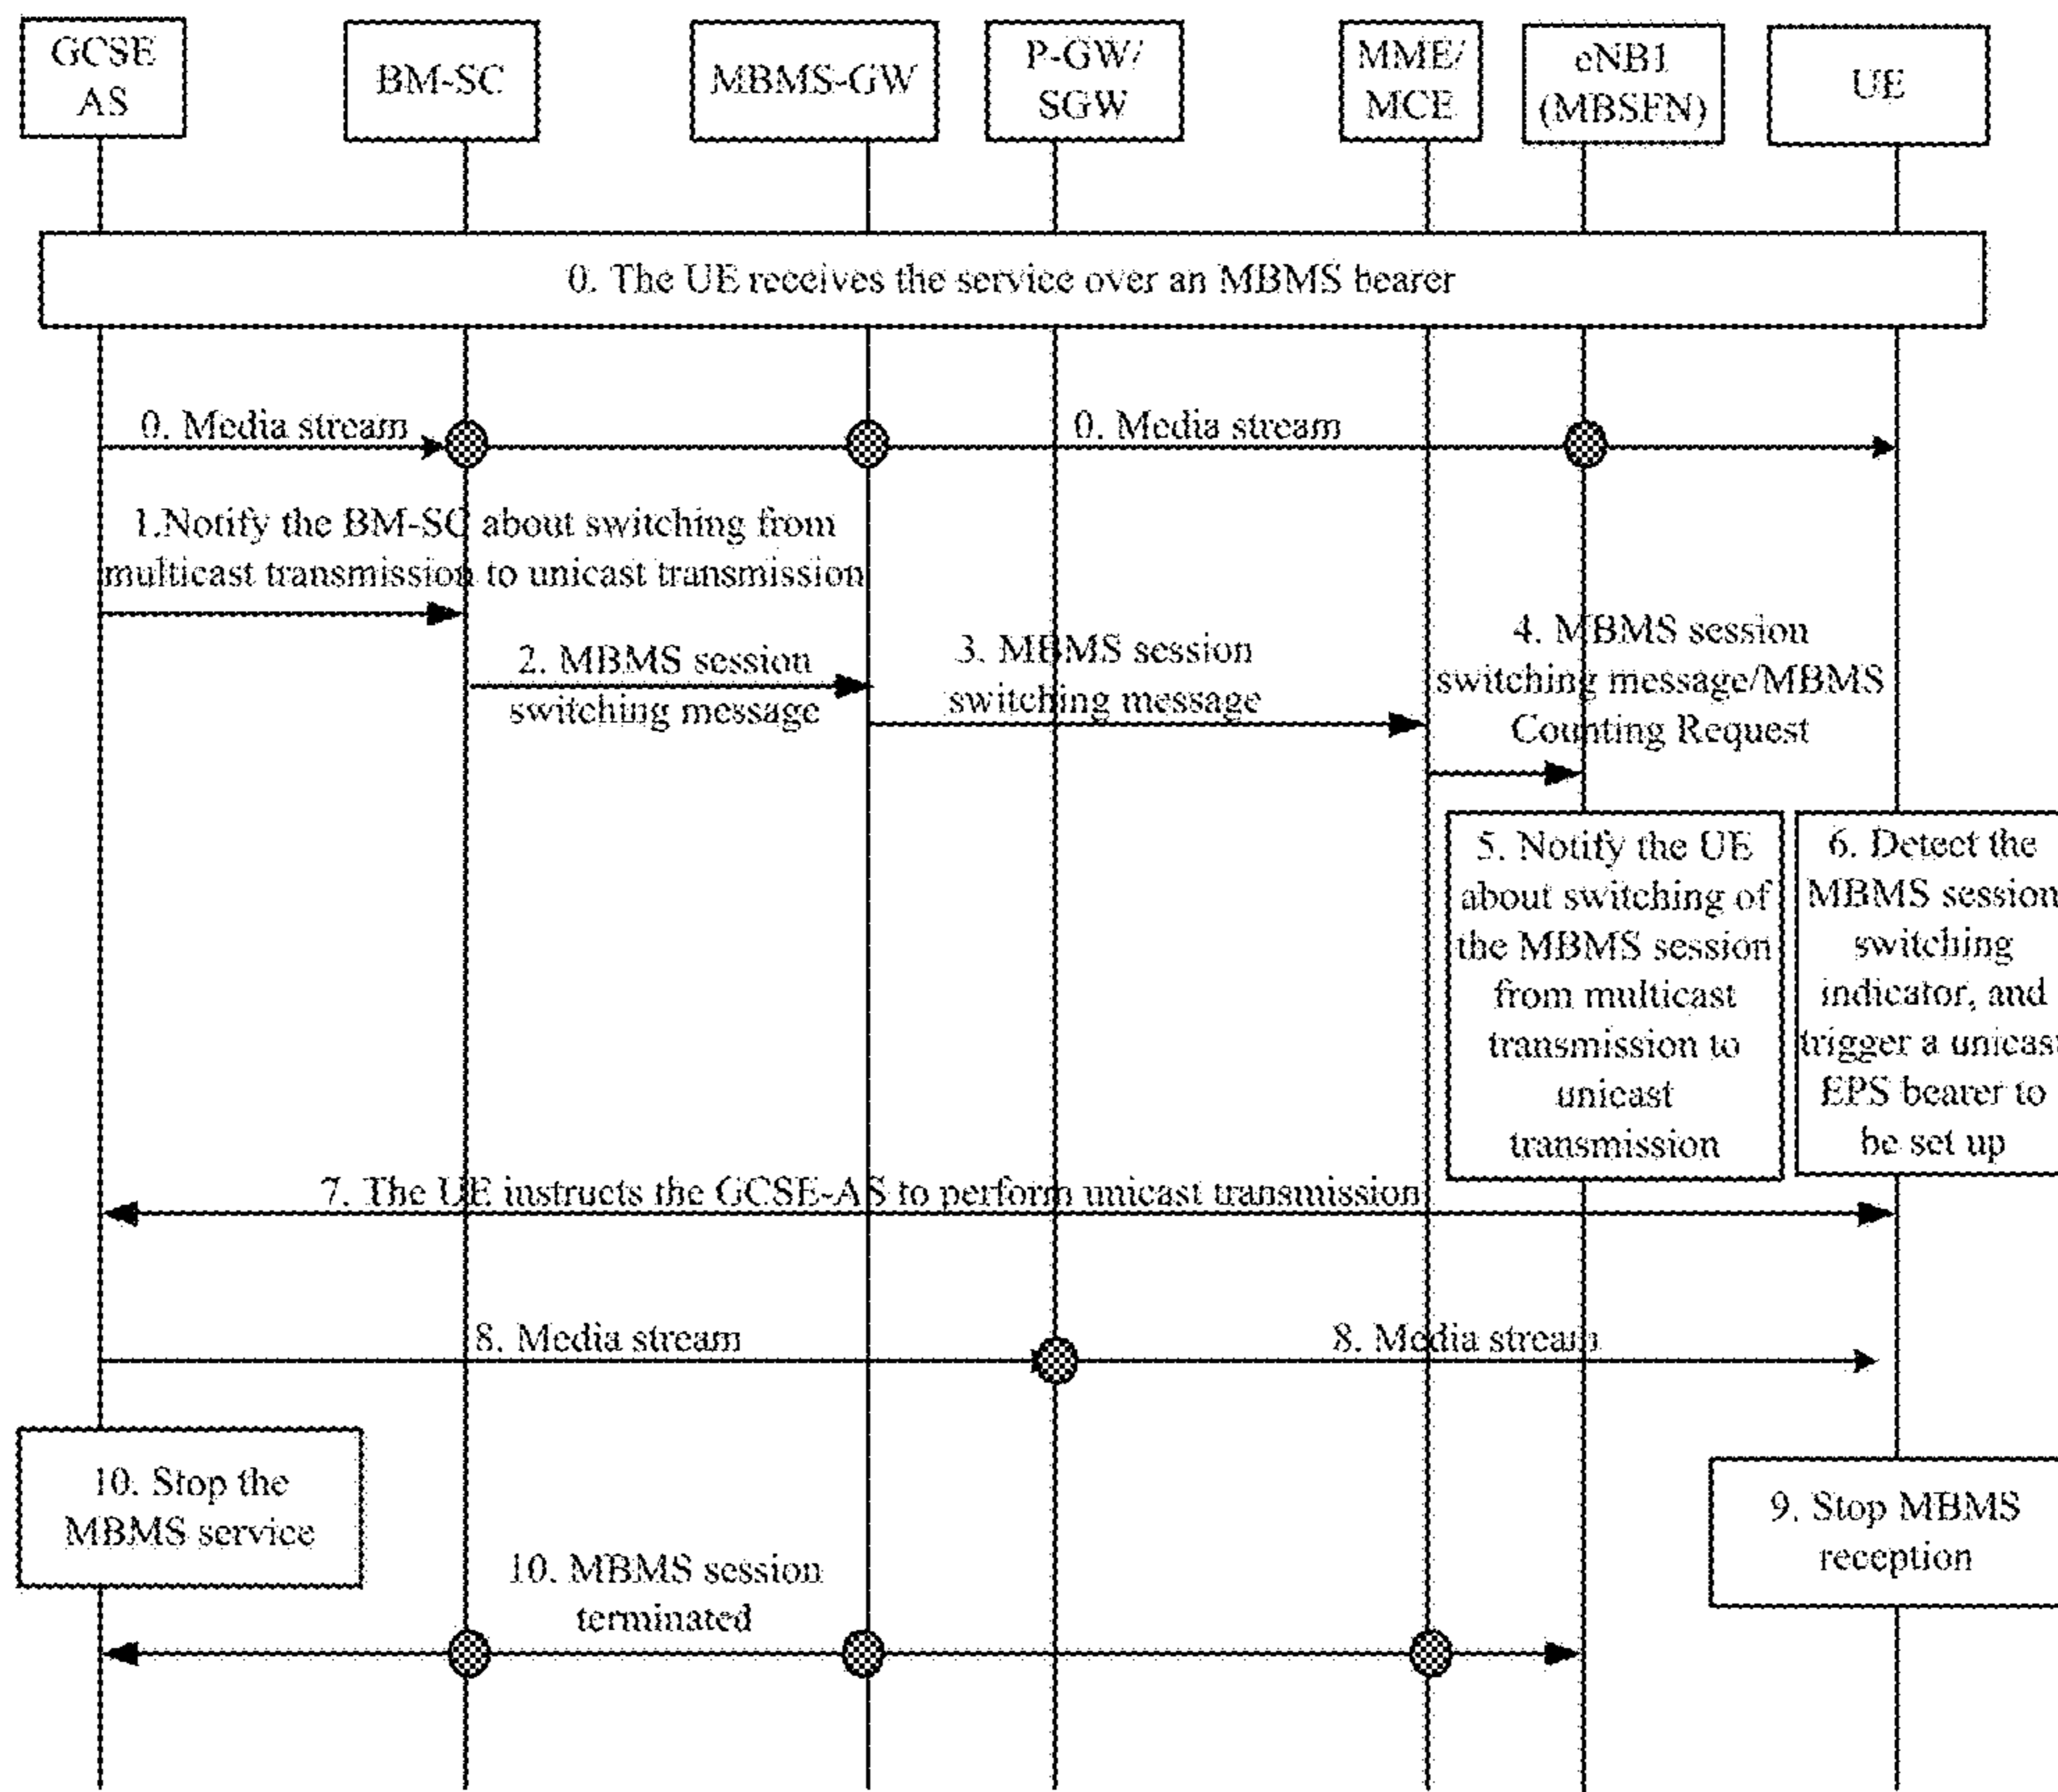 GCSE
AS
BM-SC
MBMS-GW
P-GW/
SGW
MME/
MCE
eNB1
(MBSFN)
UE
0. The UE receives the service over an MBMS bearer
0. Media stream
0. Media stream
1.Notify the BM-SC about switching from
multicast transmission to unicast transmission
2. MBMS session
switching message
3. MBMS session
switching message
4. MBMS session
switching message/MBMS
Counting Request
5. Notify the UE
about switching of
the MBMS session
from multicast
transmission to
unicast
transmission
6. Detect the
MBMS session
switching
indicator, and
trigger a unicast
EPS bearer to
be set up
7. The UE instructs the GCSE-AS to perform unicast transmission
8. Media stream
8. Media stream
10. Stop the
MBMS service
9. Stop MBMS
reception
10. MBMS session
terminated